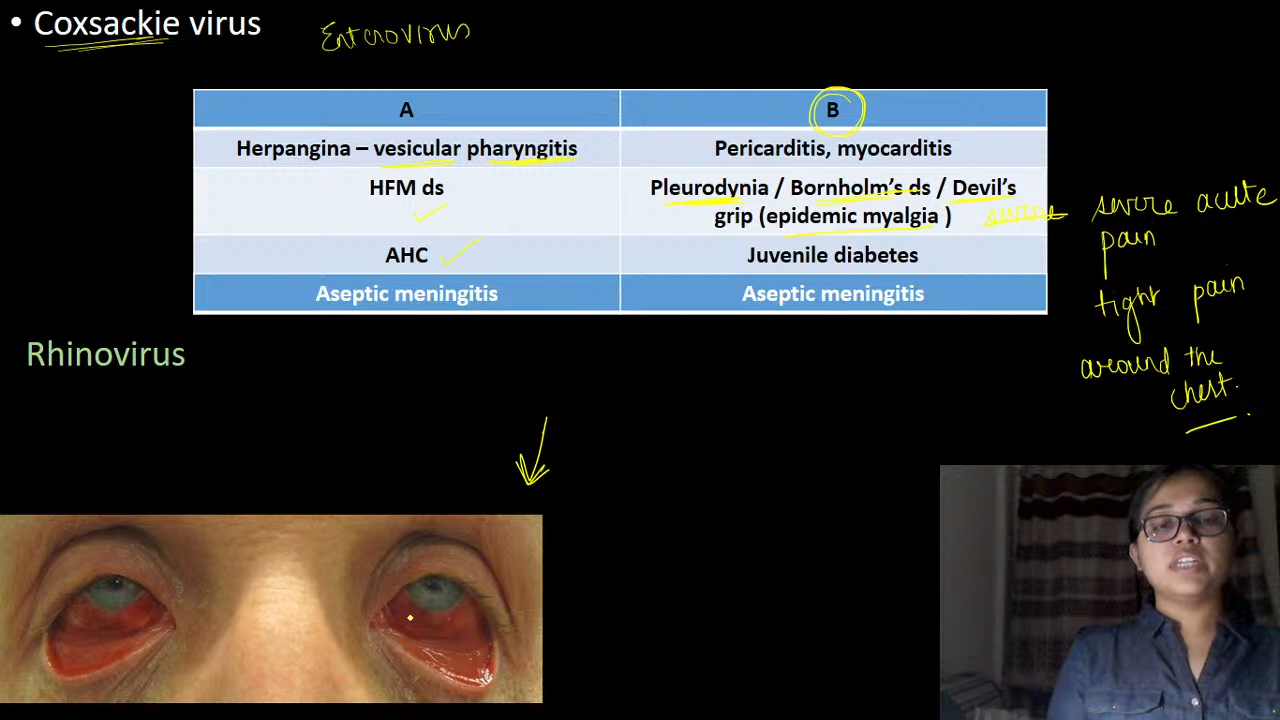 • Coxsackie virus
Enterovirus
A
B
Herpangina – vesicular pharyngitis
Pericarditis, myocarditis
HFM ds
Pleurodynia / Bornholm's ds / Devil's
grip (epidemic myalgia )
severe acute
pain
tight pain
around the
chest.
AHC
Juvenile diabetes
Aseptic meningitis
Aseptic meningitis
Rhinovirus